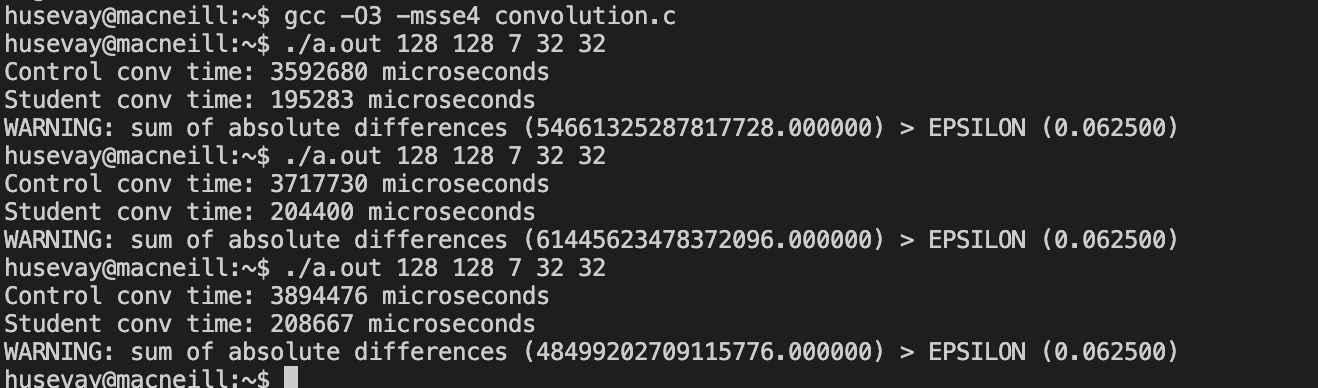 husevay@macneill:~$ gcc -O3 -msse4 convolution.c
husevay@macneill:~$ ./a.out 128 128 7 32 32
Control conv time: 3592680 microseconds
Student conv time: 195283 microseconds
WARNING: sum of absolute differences (54661325287817728.000000) > EPSILON (0.062500)
husevay@macneill:~$ ./a.out 128 128 7 32 32
Control conv time: 3717730 microseconds
Student conv time: 204400 microseconds
WARNING: sum of absolute differences (61445623478372096.000000) > EPSILON (0.062500)
husevay@macneill:~$ ./a.out 128 128 7 32 32
Control conv time: 3894476 microseconds
Student conv time: 208667 microseconds
WARNING: sum of absolute differences (48499202709115776.000000) > EPSILON (0.062500)
husevay@macneill:~$